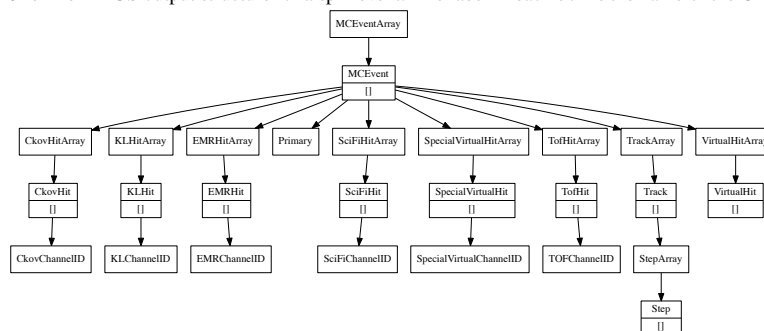 MCEventArray
MCEvent
[]
CkovHitArray KLHitArray EMRHitArray Primary SciFiHitArray SpecialVirtualHitArray TofHitArray TrackArray VirtualHitArray
CkovHit KLHit EMRHit SciFiHit SpecialVirtualHit TofHit Track VirtualHit
[] [] [] [] [] [] [] []
CkovChannelID KLChannelID EMRChannelID SciFiChannelID SpecialVirtualChannelID TOFChannelID StepArray
Step
[]